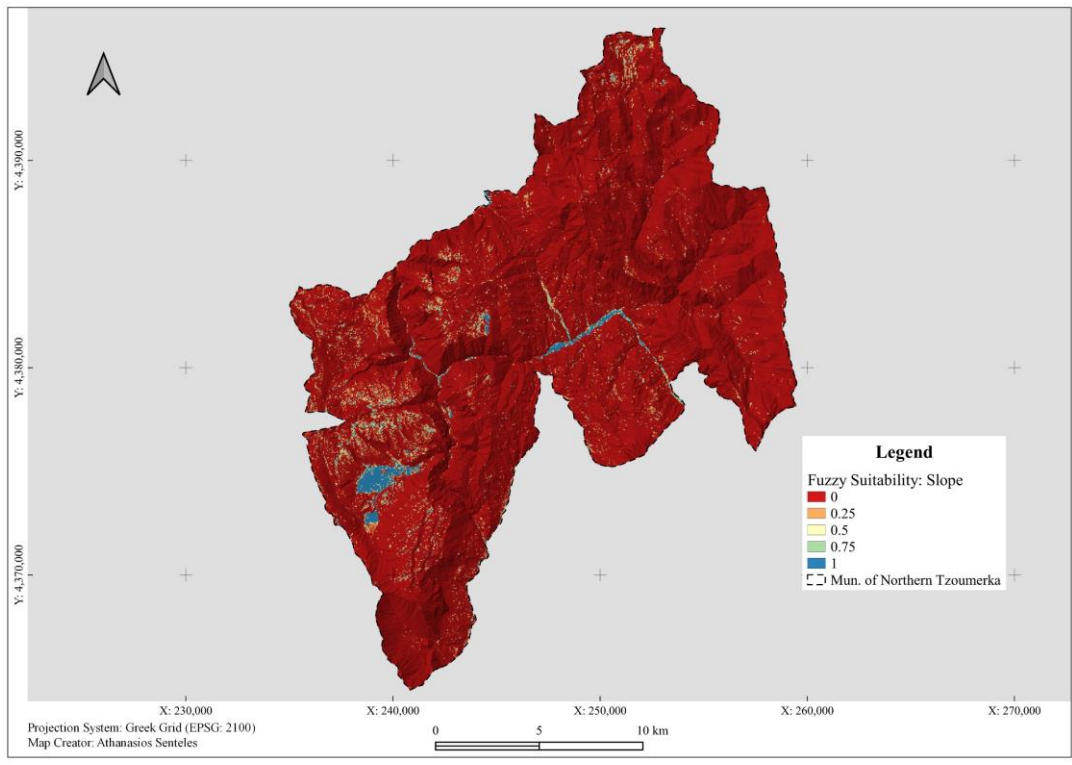 Y: 4,390,000
Y: 4,380,000
Y: 4,370,000
Legend
Fuzzy Suitability: Slope
0
0.25
0.5
0.75
1
Mun. of Northern Tzoumerka
X: 230,000
X: 240,000
X: 250,000
X: 260,000
X: 270,000
Projection System: Greek Grid (EPSG: 2100)
Map Creator: Athanasios Senteles
0
5
10 km